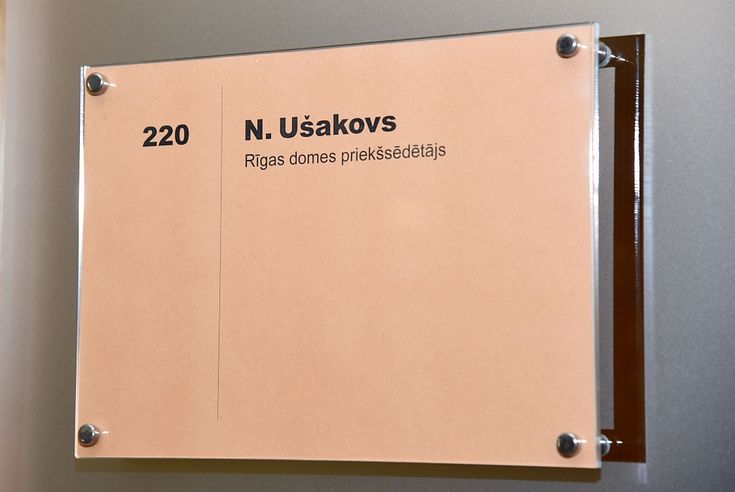 220
N. Ušakovs
Rīgas domes priekšsēdētājs